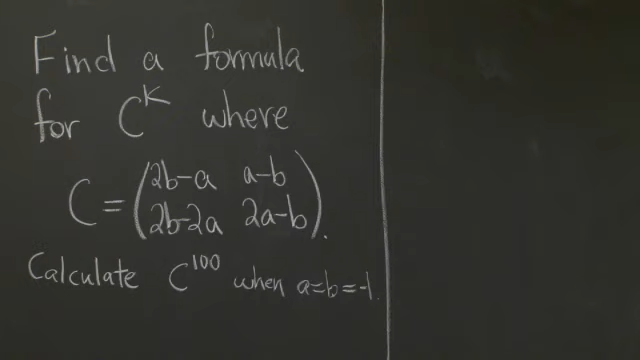 Find a formula
for C^k where
C = (2b-a a-b
2b-2a 2a-b).
Calculate C^100 when a=b=-1.